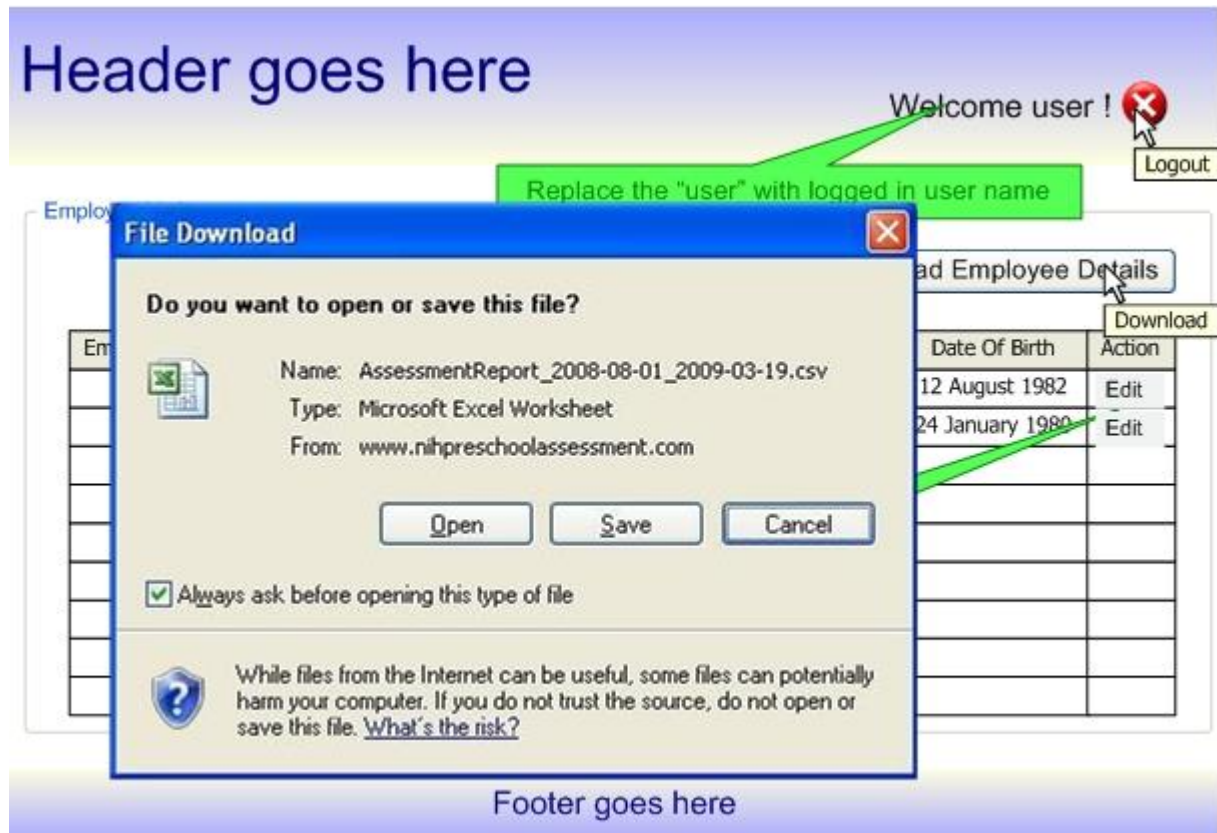 Header goes here
Welcome user !
Logout
Replace the "user" with logged in user name
Employ
File Download
ad Employee Details
Download
Do you want to open or save this file?
Em
Date Of Birth
Action
Name: AssessmentReport_2008-08-01_2009-03-19.csv
12 August 1982
Edit
Type: Microsoft Excel Worksheet
24 January 1980
Edit
From: www.nihpreschoolassessment.com
Open
Save
Cancel
Always ask before opening this type of file
While files from the Internet can be useful, some files can potentially
harm your computer. If you do not trust the source, do not open or
save this file. What's the risk?
Footer goes here